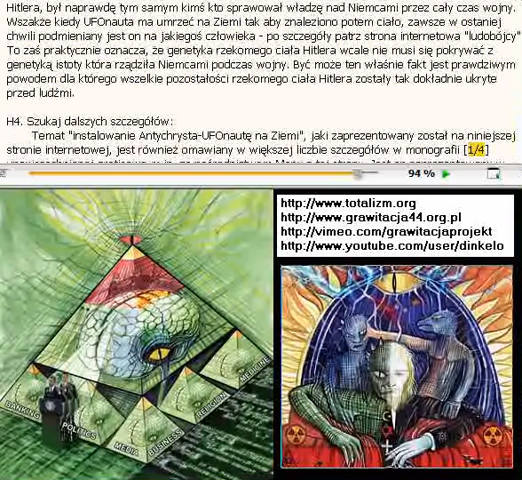 Hitlera, był naprawdę tym samym kimś kto sprawował władzę nad Niemcami przez cały czas wojny.
Wszakże kiedy UFOnauta ma umrzeć na Ziemi tak aby znaleziono potem ciało, zawsze w ostaniej
chwili podmieniany jest on na jakiegoś człowieka - po szczegóły patrz strona internetowa "ludobójcy"
To zaś praktycznie oznacza, że genetyka rzekomego ciała Hitlera wcale nie musi się pokrywać z
genetyką istoty która rządziła Niemcami podczas wojny. Być może ten właśnie fakt jest prawdziwym
powodem dla którego wszelkie pozostałości rzekomego ciała Hitlera zostały tak dokładnie ukryte
przed ludźmi.
H4. Szukaj dalszych szczegółów:
Temat "instalowanie Antychrysta-UFOnautę na Ziemi", jaki zaprezentowany został na niniejszej
stronie internetowej, jest również omawiany w większej liczbie szczegółów w monografii [1/4]
94 %
http://www.totalizm.org
http://www.grawitacja44.org.pl
http://vimeo.com/grawitacjaprojekt
http://www.youtube.com/user/dinkelo
BANKING
POLITICS
MEDIA
BUSINESS
RELIGION
MEDICINE